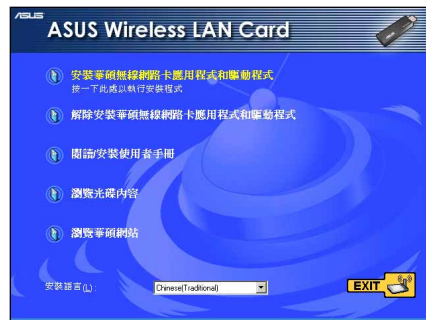 ASUS
ASUS Wireless LAN Card
安裝華碩無線網路卡應用程式和驅動程式
按一下此處以執行安裝程式
解除安裝華碩無線網路卡應用程式和驅動程式
閱讀/安裝使用者手冊
瀏覽光碟內容
瀏覽華碩網站
安裝語言(L):
Chinese(Traditional)
EXIT